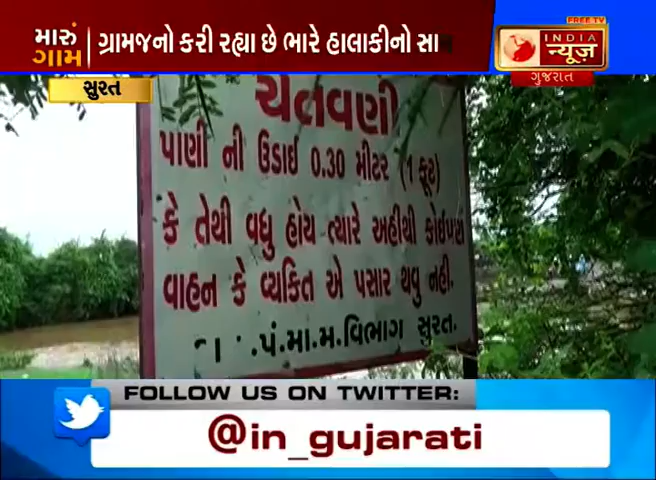 મારું
ગામ
ગ્રામજનો કરી રહ્યા છે ભારે હાલાકીનો
FREE TV
INDIA
ન્યૂઝ
ગુજરાત
સુરત
ચેતવણી
પાણી ની ઉંડાઈ 0.30 મીટર (1 ફૂટ)
કે તેથી વધુ હોય ત્યારે અહીંથી કોઈપણ
વાહન કે વ્યકિત એ પસાર થવુ નહી.
પં.મા.મ.વિભાગ સુરત.
FOLLOW US ON TWITTER:
@in_gujarati